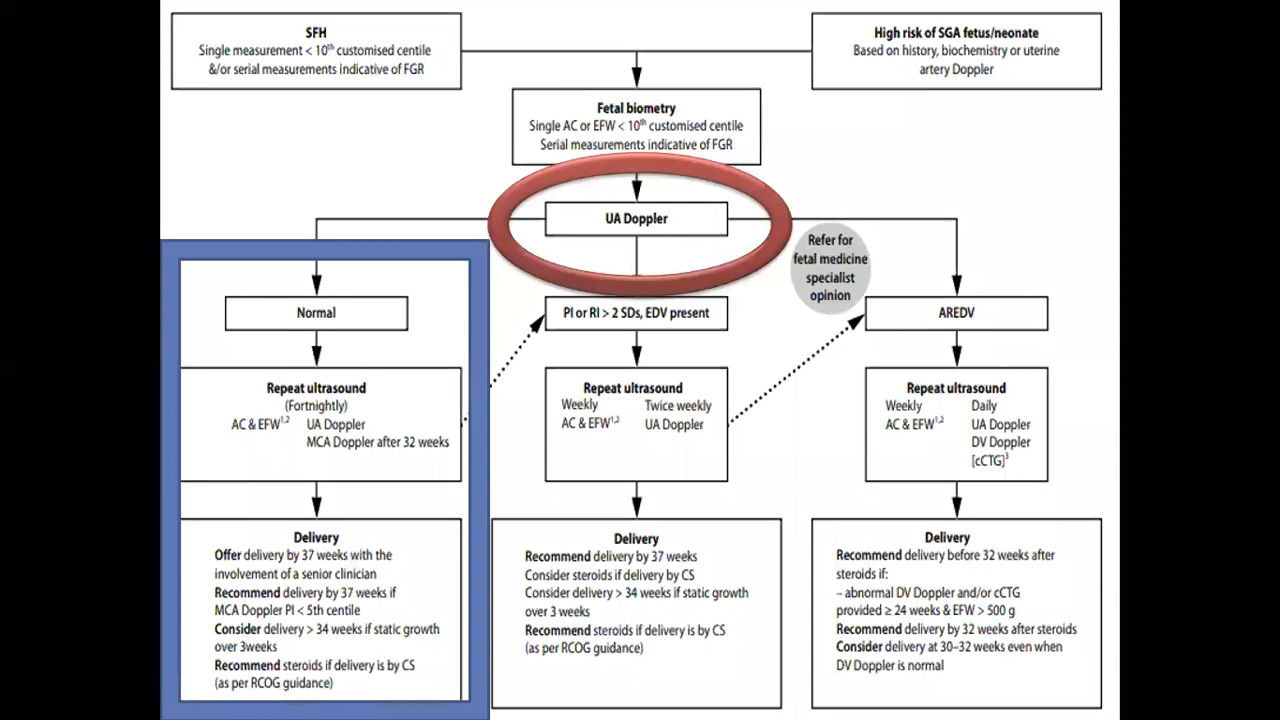 SFH
Single measurement < 10th customised centile
&/or serial measurements indicative of FGR
High risk of SGA fetus/neonate
Based on history, biochemistry or uterine
artery Doppler
Fetal biometry
Single AC or EFW < 10th customised centile
Serial measurements indicative of FGR
UA Doppler
Refer for
fetal medicine
specialist
opinion
Normal
PI or RI > 2 SDs, EDV present
AREDV
Repeat ultrasound
(Fortnightly)
AC & EFW1,2 UA Doppler
MCA Doppler after 32 weeks
Repeat ultrasound
Weekly Twice weekly
AC & EFW1,2 UA Doppler
Repeat ultrasound
Weekly Daily
AC & EFW1,2 UA Doppler
DV Doppler
[cCTG]3
Delivery
Offer delivery by 37 weeks with the
involvement of a senior clinician
Recommend delivery by 37 weeks if
MCA Doppler PI < 5th centile
Consider delivery > 34 weeks if static growth
over 3weeks
Recommend steroids if delivery is by CS
(as per RCOG guidance)
Delivery
Recommend delivery by 37 weeks
Consider steroids if delivery by CS
Consider delivery > 34 weeks if static growth
over 3 weeks
Recommend steroids if delivery is by CS
(as per RCOG guidance)
Delivery
Recommend delivery before 32 weeks after
steroids if:
– abnormal DV Doppler and/or cCTG
provided ≥ 24 weeks & EFW > 500 g
Recommend delivery by 32 weeks after steroids
Consider delivery at 30–32 weeks even when
DV Doppler is normal